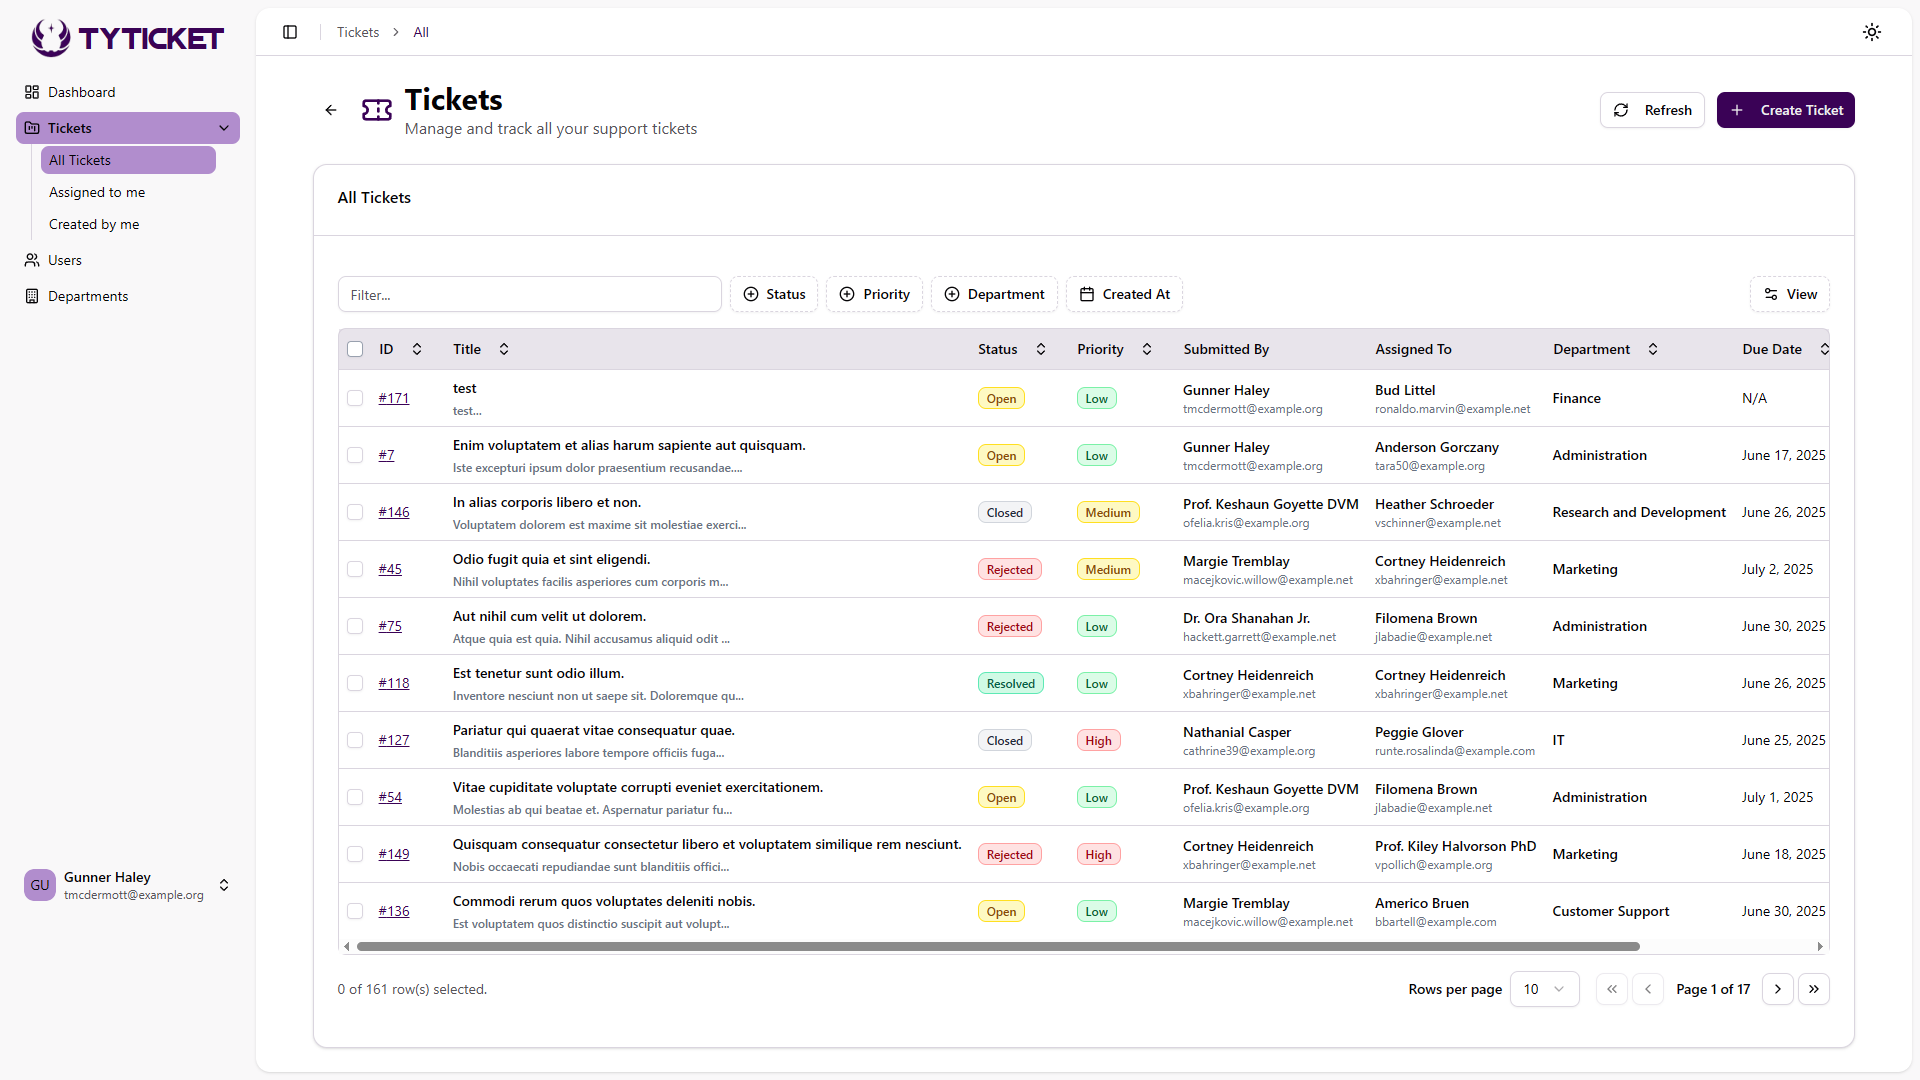 TYTICKET
Dashboard
Tickets
All Tickets
Assigned to me
Created by me
Users
Departments
GU
Gunner Haley
tmcdermott@example.org
Tickets > All
Tickets
Manage and track all your support tickets
Refresh
Create Ticket
All Tickets
Filter...
Status
Priority
Department
Created At
View
ID Title Status Priority Submitted By Assigned To Department Due Date
#171 test Open Low Gunner Haley Bud Littel Finance N/A
test... tmcdermott@example.org ronaldo.marvin@example.net
#7 Enim voluptatem et alias harum sapiente aut quisquam. Open Low Gunner Haley Anderson Gorczany Administration June 17, 2025
Iste excepturi ipsum dolor praesentium recusandae.... tmcdermott@example.org tara50@example.org
#146 In alias corporis libero et non. Closed Medium Prof. Keshaun Goyette DVM Heather Schroeder Research and Development June 26, 2025
Voluptatem dolorem est maxime sit molestiae exerci... ofelia.kris@example.org vschinner@example.net
#45 Odio fugit quia et sint eligendi. Rejected Medium Margie Tremblay Cortney Heidenreich Marketing July 2, 2025
Nihil voluptates facilis asperiores cum corporis m... macejkovic.willow@example.net xbahringer@example.net
#75 Aut nihil cum velit ut dolorem. Rejected Low Dr. Ora Shanahan Jr. Filomena Brown Administration June 30, 2025
Atque quia est quia. Nihil accusamus aliquid odit ... hackett.garrett@example.net jlabadie@example.net
#118 Est tenetur sunt odio illum. Resolved Low Cortney Heidenreich Cortney Heidenreich Marketing June 26, 2025
Inventore nesciunt non ut saepe sit. Doloremque qu... xbahringer@example.net xbahringer@example.net
#127 Pariatur qui quaerat vitae consequatur quae. Closed High Nathanial Casper Peggie Glover IT June 25, 2025
Blanditiis asperiores labore tempore officiis fuga... cathrine39@example.org runte.rosalinda@example.com
#54 Vitae cupiditate voluptate corrupti eveniet exercitationem. Open Low Prof. Keshaun Goyette DVM Filomena Brown Administration July 1, 2025
Molestias ab qui beatae et. Aspernatur pariatur fu... ofelia.kris@example.org jlabadie@example.net
#149 Quisquam consequatur consectetur libero et voluptatem similique rem nesciunt. Rejected High Cortney Heidenreich Prof. Kiley Halvorson PhD Marketing June 18, 2025
Nobis occaecati repudiandae sunt blanditiis offici... xbahringer@example.net vpollich@example.org
#136 Commodi rerum quos voluptates deleniti nobis. Open Low Margie Tremblay Americo Bruen Customer Support June 30, 2025
Est voluptatem quos distinctio suscipit aut volupt... macejkovic.willow@example.net bbartell@example.com
0 of 161 row(s) selected.
Rows per page 10
Page 1 of 17